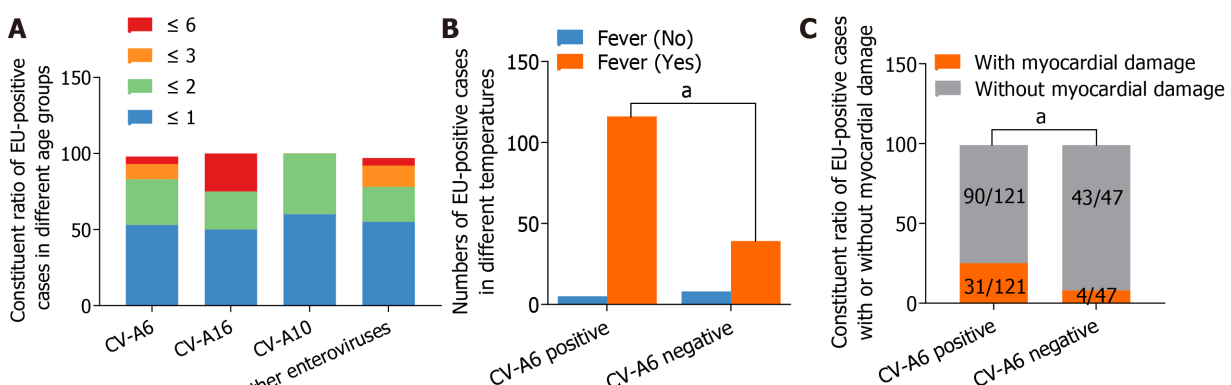 A
≤ 6
≤ 3
≤ 2
≤ 1
Constituent ratio of EU-positive
cases in different age groups
150
100
50
0
CV-A6
CV-A16
CV-A10
enteroviruses
B
Fever (No)
Fever (Yes)
Numbers of EU-positive cases
in different temperatures
150
100
50
0
a
CV-A6 positive
CV-A6 negative
C
With myocardial damage
Without myocardial damage
Constituent ratio of EU-positive cases
with or without myocardial damage
150
100
50
0
a
90/121
43/47
31/121
4/47
CV-A6 positive
CV-A6 negative